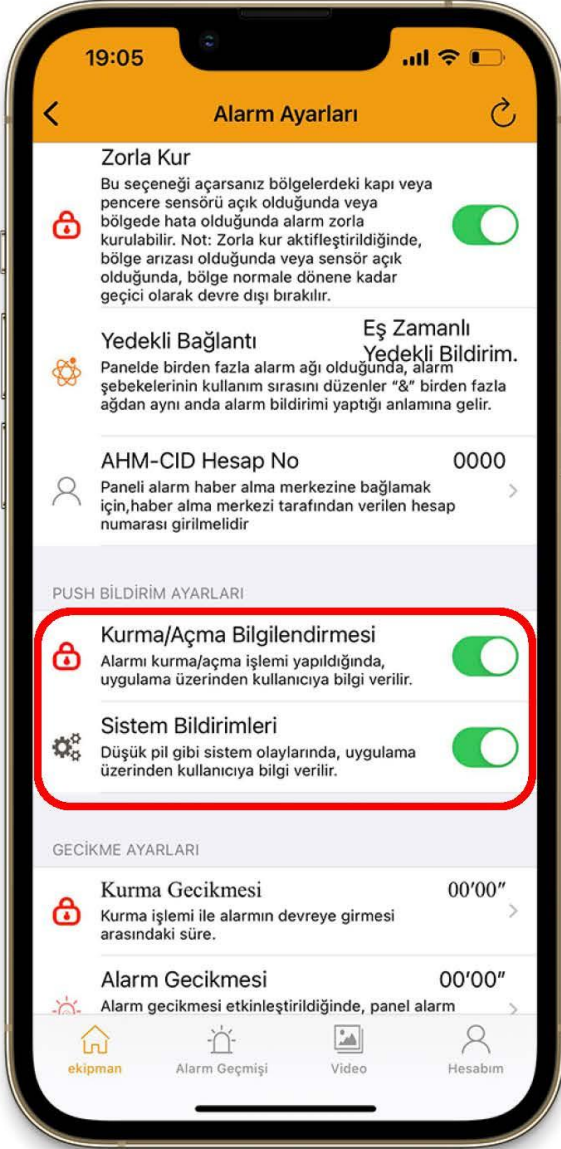 19:05
Alarm Ayarları
Zorla Kur
Bu seçeneği açarsanız bölgelerdeki kapı veya
pencere sensörü açık olduğunda veya
bölgede hata olduğunda alarm zorla
kurulabilir. Not: Zorla kur aktifleştirildiğinde,
bölge arızası olduğunda veya sensör açık
olduğunda, bölge normale dönene kadar
geçici olarak devre dışı bırakılır.
Yedekli Bağlantı
Eş Zamanlı
Yedekli Bildirim.
Panelde birden fazla alarm ağı olduğunda, alarm
şebekelerinin kullanım sırasını düzenler “&” birden fazla
ağdan aynı anda alarm bildirimi yaptığı anlamına gelir.
AHM-CID Hesap No 0000
Paneli alarm haber alma merkezine bağlamak
için,haber alma merkezi tarafından verilen hesap
numarası girilmelidir
PUSH BİLDİRİM AYARLARI
Kurma/Açma Bilgilendirmesi
Alarmı kurma/açma işlemi yapıldığında,
uygulama üzerinden kullanıcıya bilgi verilir.
Sistem Bildirimleri
Düşük pil gibi sistem olaylarında, uygulama
üzerinden kullanıcıya bilgi verilir.
GECİKME AYARLARI
Kurma Gecikmesi 00'00"
Kurma işlemi ile alarmın devreye girmesi
arasındaki süre.
Alarm Gecikmesi 00'00"
Alarm gecikmesi etkinleştirildiğinde, panel alarm
ekipman Alarm Geçmişi Video Hesabım